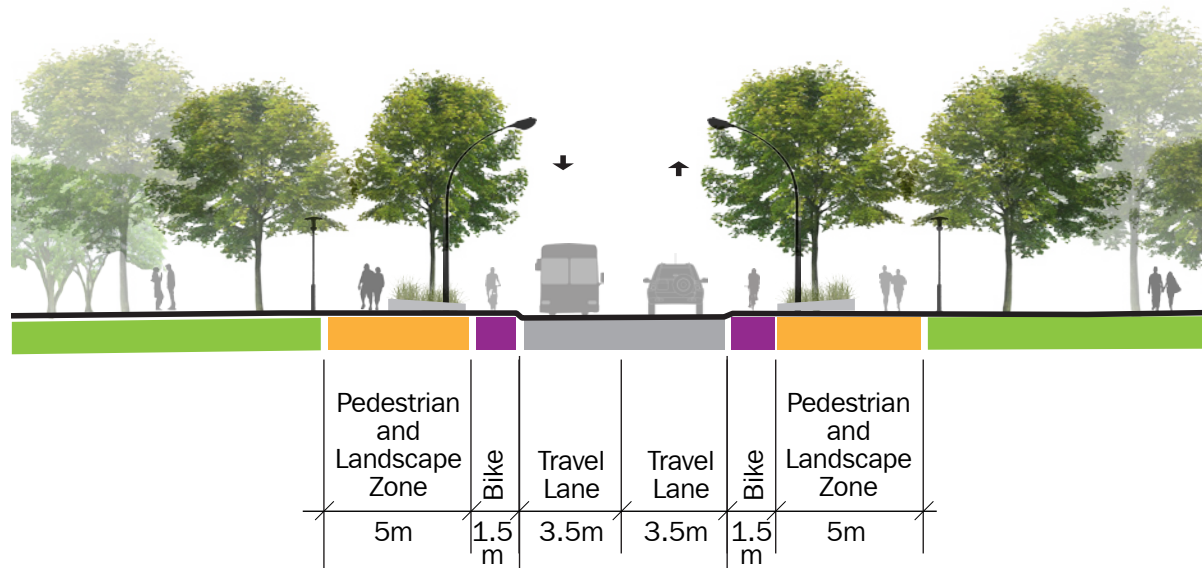 Pedestrian
and
Landscape
Zone
Bike
Travel
Lane
Travel
Lane
Bike
Pedestrian
and
Landscape
Zone
5m
1.5
m
3.5m
3.5m
1.5
m
5m